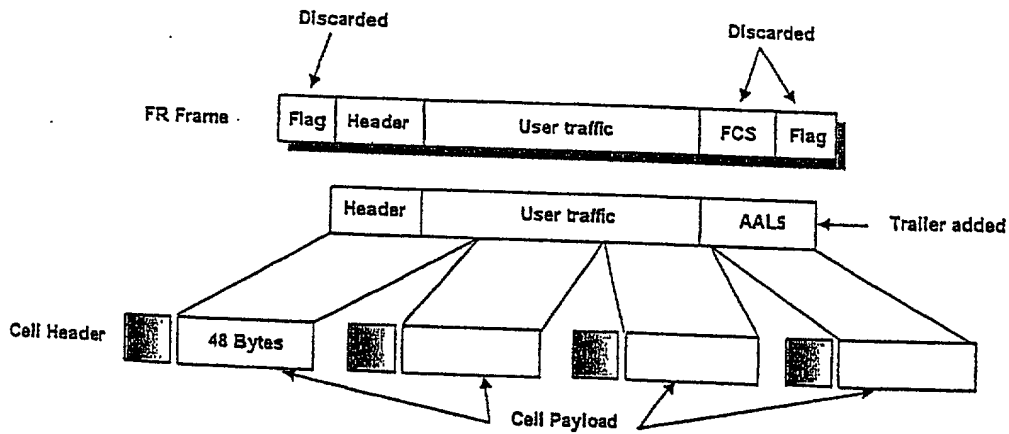 Discarded
Discarded
FR Frame
Flag Header User traffic FCS Flag
Header User traffic AALs
Trailer added
Cell Header
48 Bytes
Cell Payload